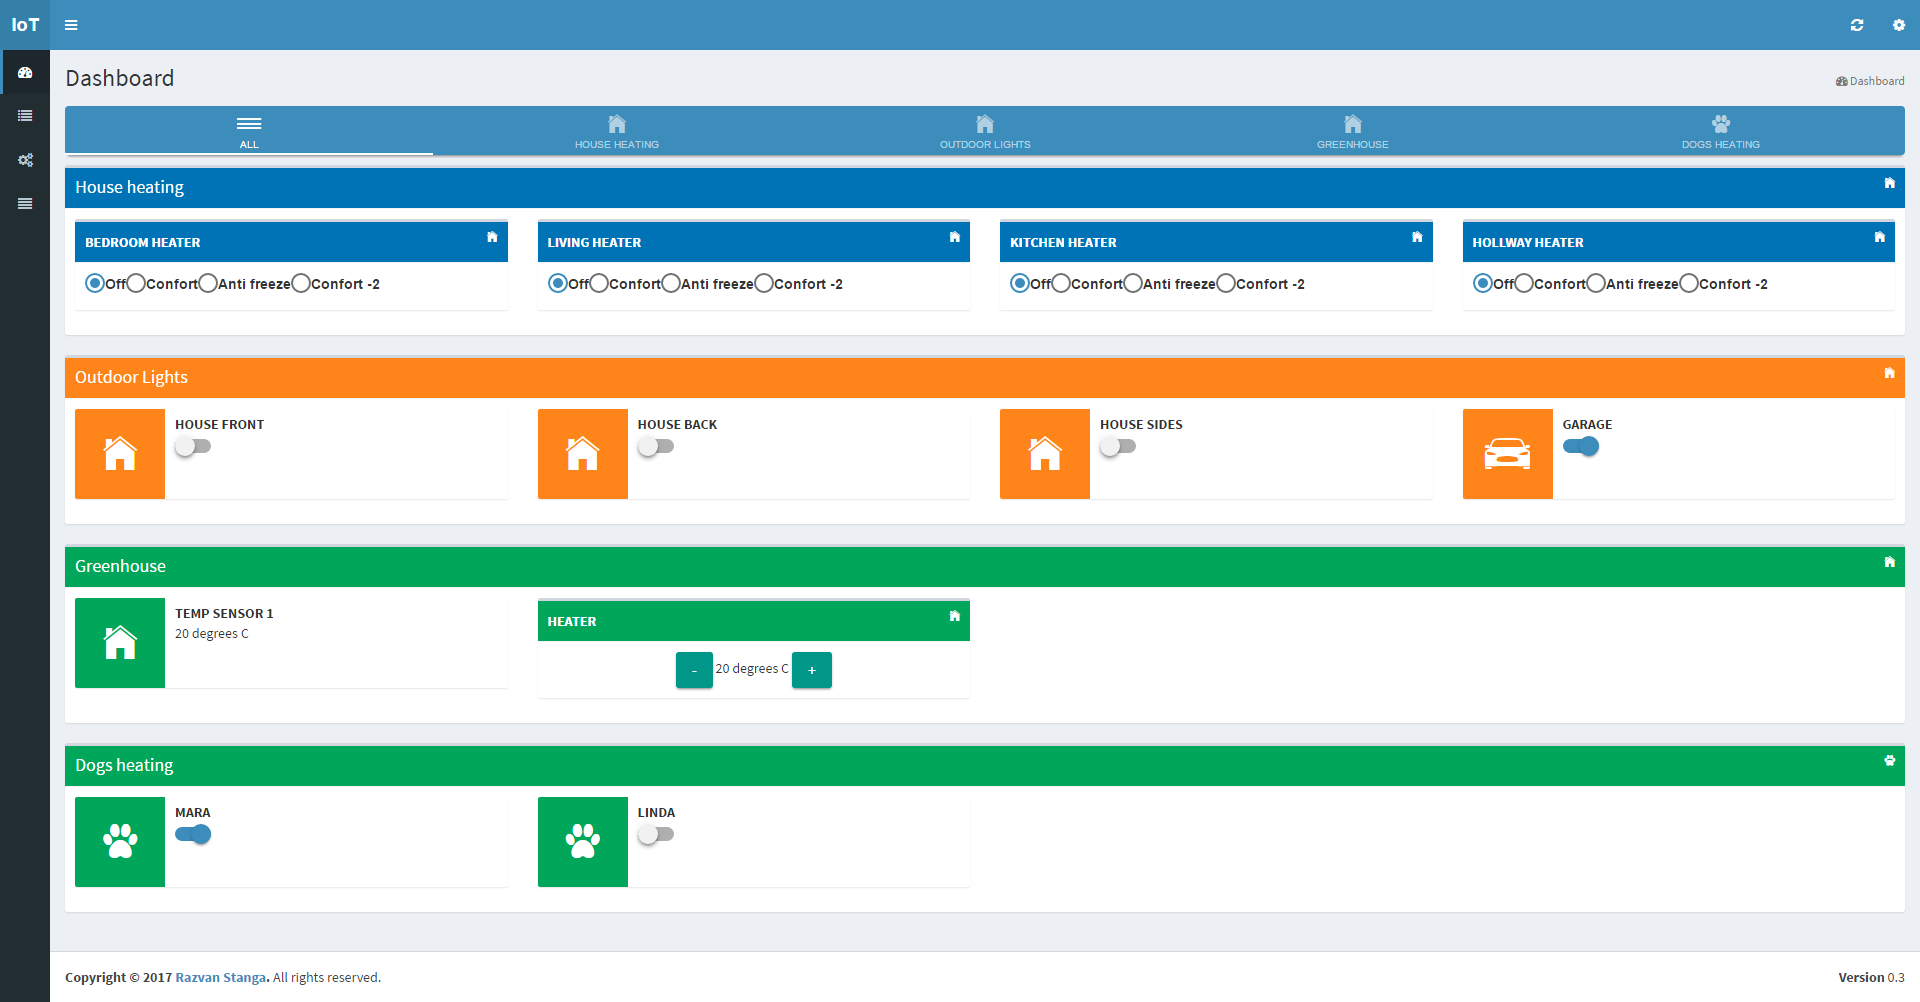 IoT
Dashboard
Dashboard
ALL HOUSE HEATING OUTDOOR LIGHTS GREENHOUSE DOGS HEATING
House heating
BEDROOM HEATER LIVING HEATER KITCHEN HEATER HOLLWAY HEATER
Off Confort Anti freeze Confort -2 Off Confort Anti freeze Confort -2 Off Confort Anti freeze Confort -2 Off Confort Anti freeze Confort -2
Outdoor Lights
HOUSE FRONT HOUSE BACK HOUSE SIDES GARAGE
Greenhouse
TEMP SENSOR 1
20 degrees C
HEATER
- 20 degrees C +
Dogs heating
MARA LINDA
Copyright © 2017 Razvan Stanga. All rights reserved.
Version 0.3